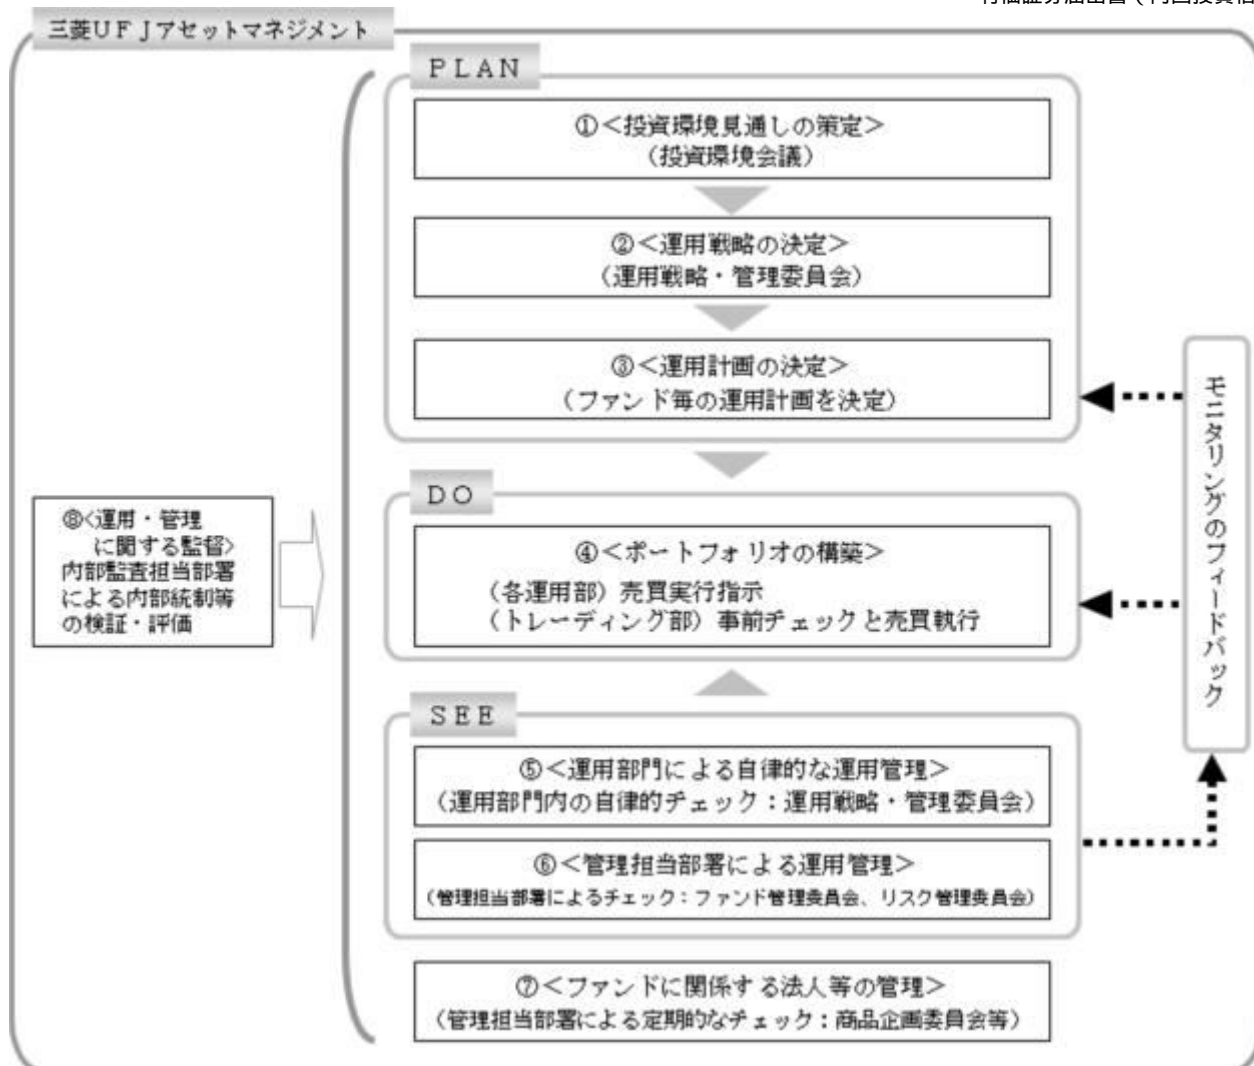 三菱ＵＦＪアセットマネジメント
ＰＬＡＮ
①＜投資環境見通しの策定＞
（投資環境会議）
②＜運用戦略の決定＞
（運用戦略・管理委員会）
③＜運用計画の決定＞
（ファンド毎の運用計画を決定）
ＤＯ
④＜ポートフォリオの構築＞
（各運用部）売買実行指示
（トレーディング部）事前チェックと売買執行
ＳＥＥ
⑤＜運用部門による自律的な運用管理＞
（運用部門内の自律的チェック：運用戦略・管理委員会）
⑥＜管理担当部署による運用管理＞
（管理担当部署によるチェック：ファンド管理委員会、リスク管理委員会）
⑦＜ファンドに関係する法人等の管理＞
（管理担当部署による定期的なチェック：商品企画委員会等）
⑧＜運用・管理
に関する監督＞
内部監査担当部署
による内部統制等
の検証・評価
モニタリングのフィードバック